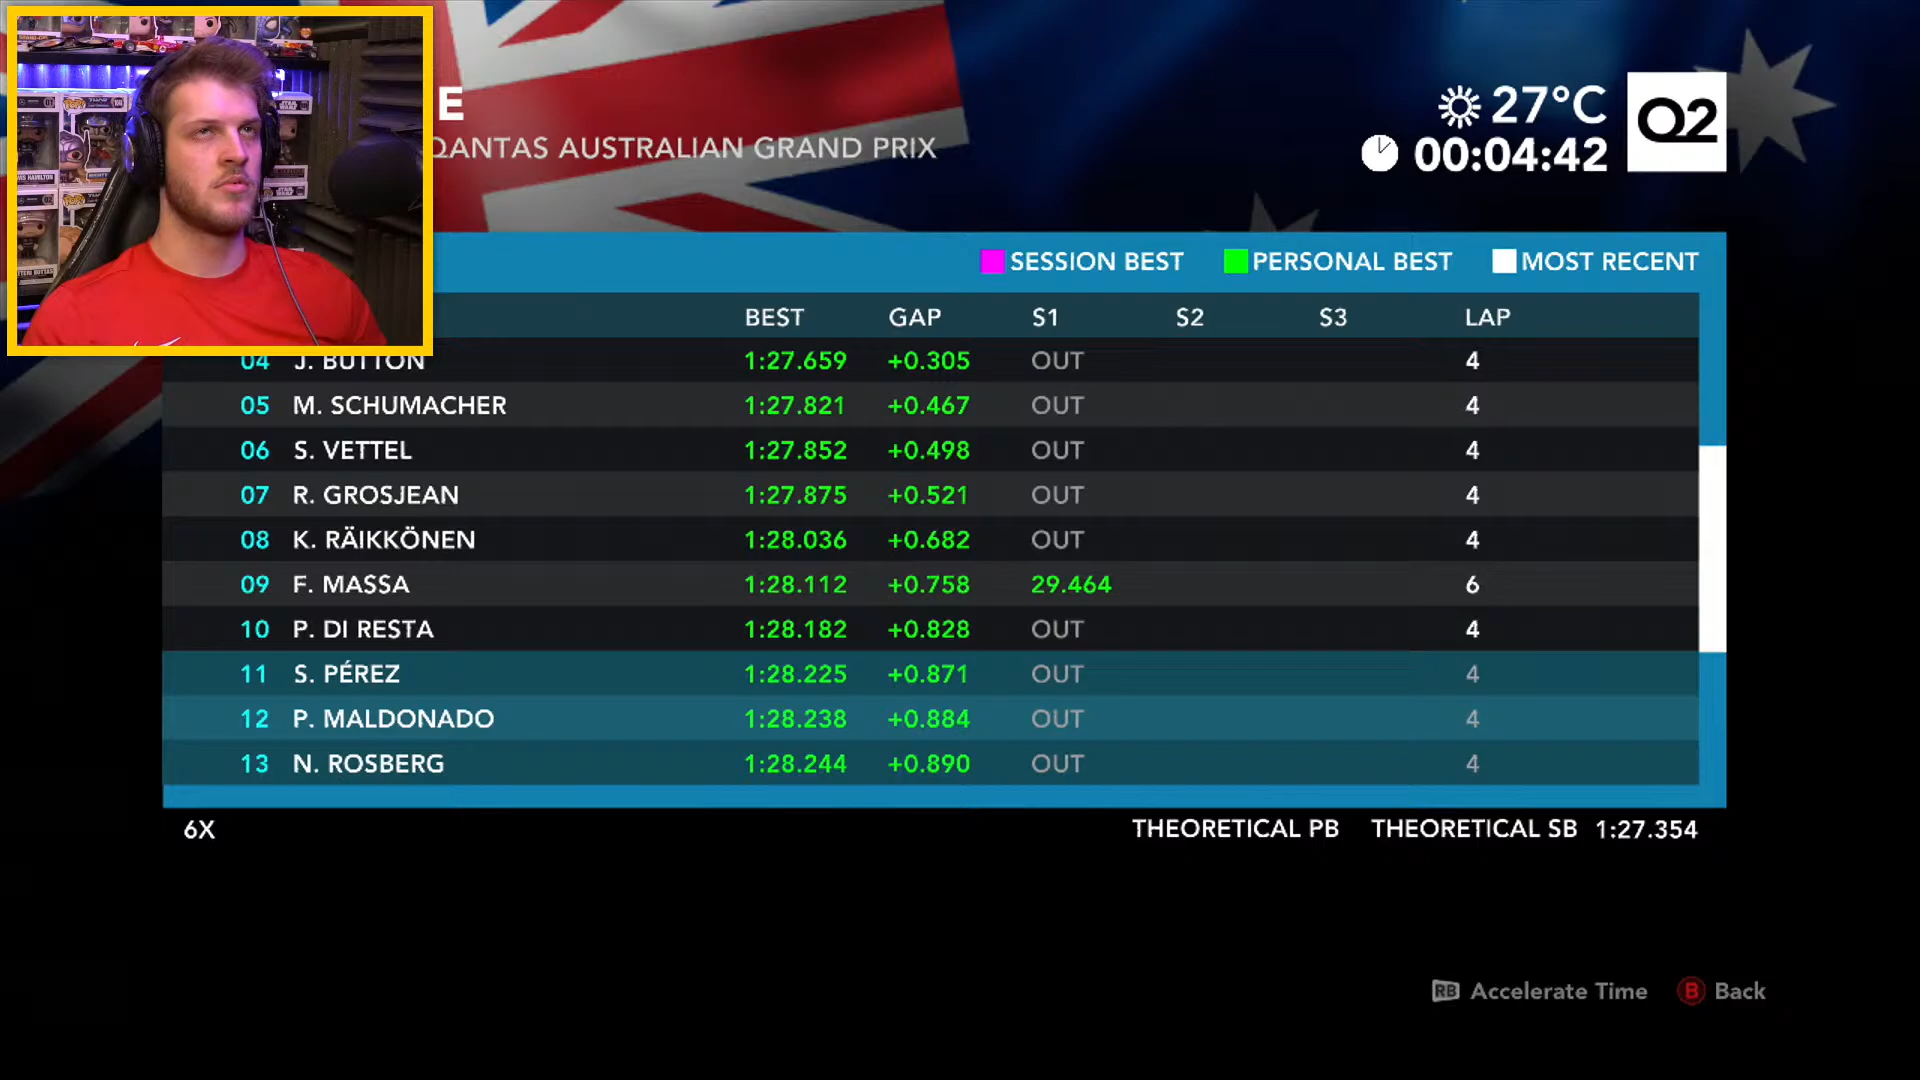 E
QANTAS AUSTRALIAN GRAND PRIX
27°C
00:04:42
Q2
SESSION BEST PERSONAL BEST MOST RECENT
BEST GAP S1 S2 S3 LAP
04 J. BUTTON 1:27.659 +0.305 OUT 4
05 M. SCHUMACHER 1:27.821 +0.467 OUT 4
06 S. VETTEL 1:27.852 +0.498 OUT 4
07 R. GROSJEAN 1:27.875 +0.521 OUT 4
08 K. RÄIKKÖNEN 1:28.036 +0.682 OUT 4
09 F. MASSA 1:28.112 +0.758 29.464 6
10 P. DI RESTA 1:28.182 +0.828 OUT 4
11 S. PÉREZ 1:28.225 +0.871 OUT 4
12 P. MALDONADO 1:28.238 +0.884 OUT 4
13 N. ROSBERG 1:28.244 +0.890 OUT 4
6X THEORETICAL PB THEORETICAL SB 1:27.354
RB Accelerate Time B Back